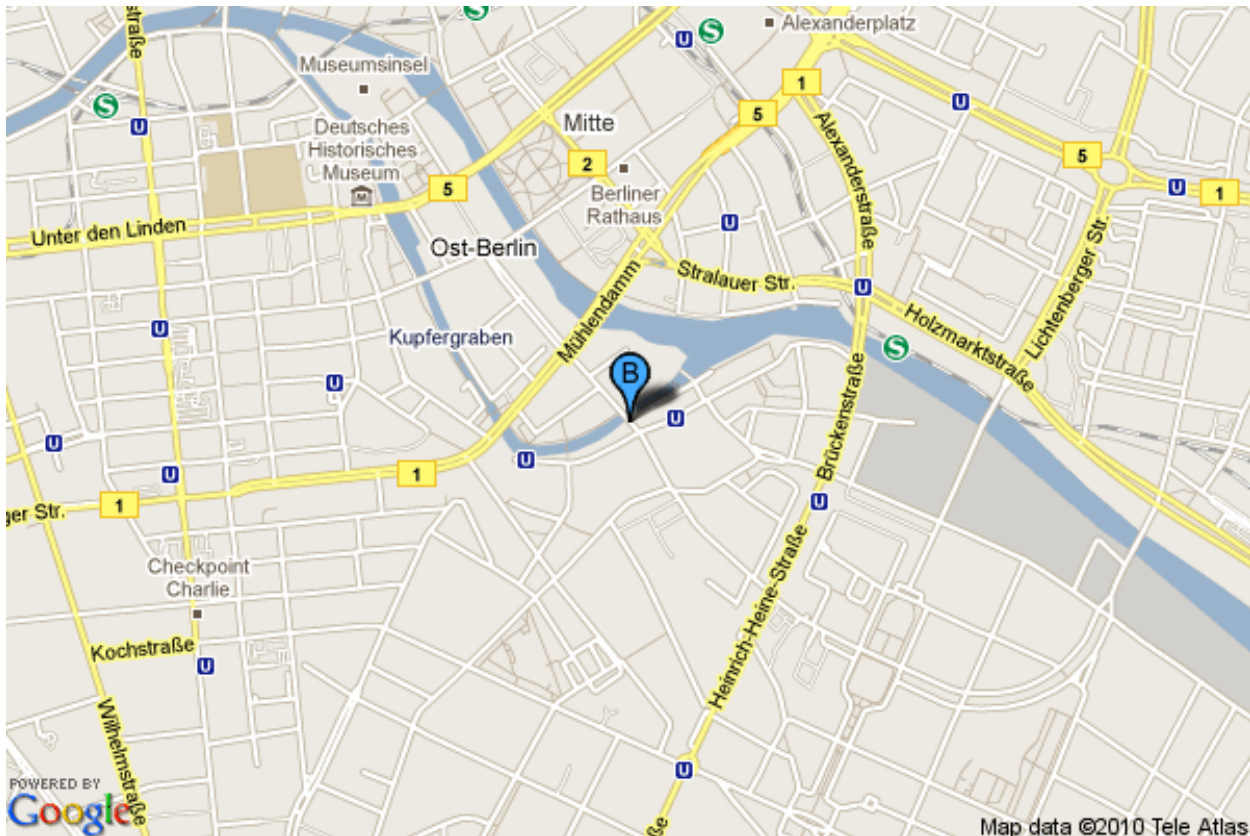 straße
S
U
S
Alexanderplatz
Museumsinsel
S
U
U
1
5
Mitte
Deutsches
Historisches
Museum
2
5
Alexanderstraße
5
U
1
Berliner
Rathaus
Unter den Linden
Ost-Berlin
U
Lichtenberger Str.
Stralauer Str.
U
Mühlendamm
Holzmarktstraße
U
Kupfergraben
S
B
U
U
Brückenstraße
U
U
U
1
1
ger Str.
U
Checkpoint
Charlie
Heinrich-Heine-Straße
Kochstraße
U
Wilhelmstraße
U
ße
POWERED BY
Google
Map data ©2010 Tele Atlas